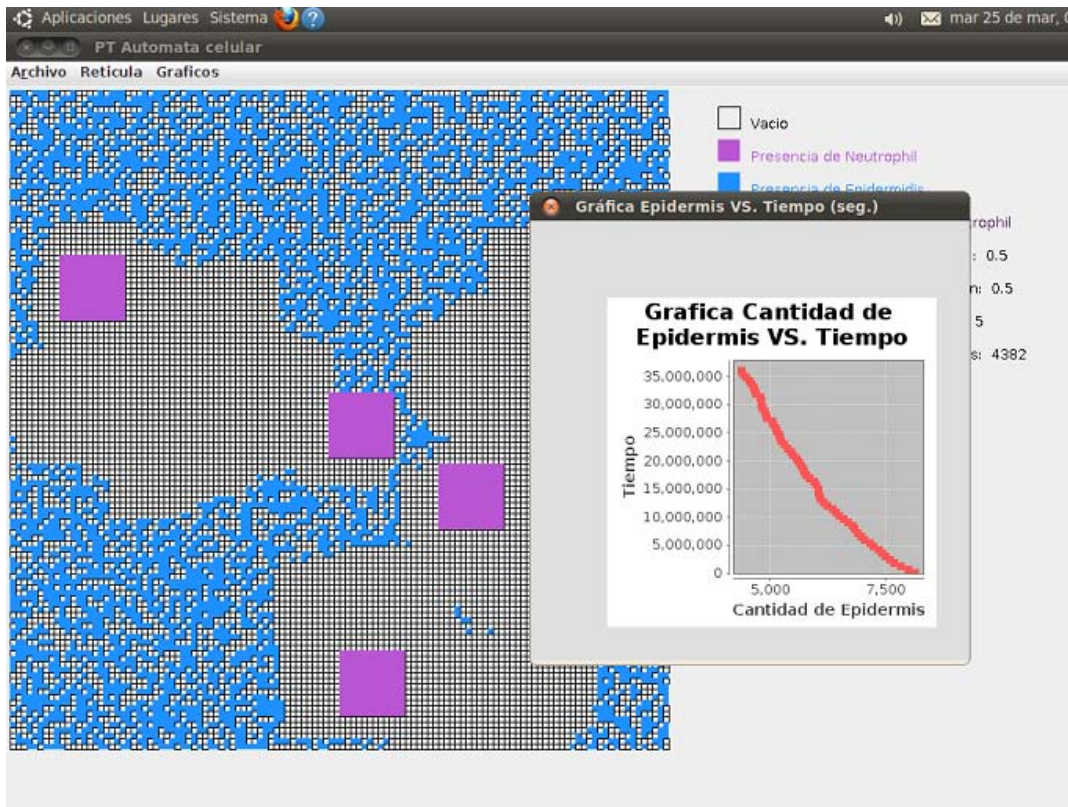 Aplicaciones Lugares Sistema mar 25 de mar,
PT Automata celular
Archivo Reticula Graficos
Vacio
Presencia de Neutrophil
Presencia de Epidermidis
Gráfica Epidermis VS. Tiempo (seg.)
rophil
: 0.5
n: 0.5
5
s: 4382
Grafica Cantidad de
Epidermis VS. Tiempo
35,000,000
30,000,000
25,000,000
20,000,000
15,000,000
10,000,000
5,000,000
0
Tiempo
5,000 7,500
Cantidad de Epidermis